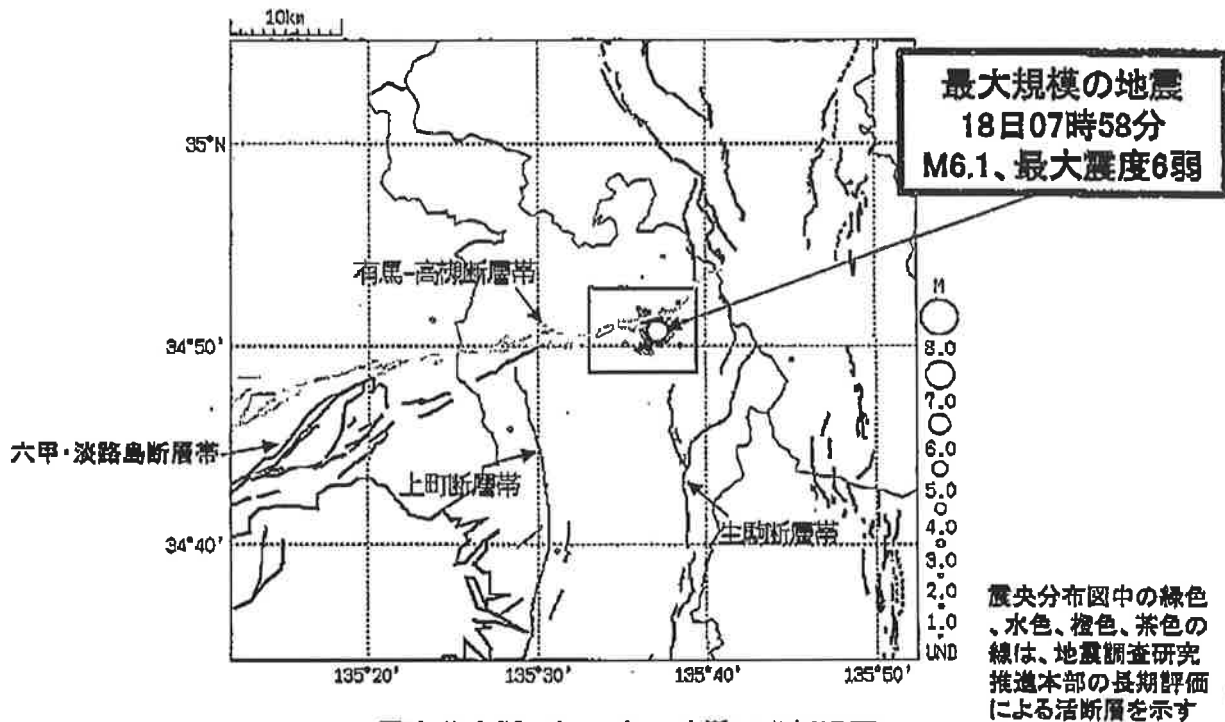 10km
最大規模の地震
18日07時58分
M6.1、最大震度6弱
35°N
有馬-高槻断層帯
34°50'
六甲・淡路島断層帯
上町断層帯
生駒断層帯
34°40'
M
8.0
7.0
6.0
5.0
4.0
3.0
2.0
1.0
UND
135°20'
135°30'
135°40'
135°50'
震央分布図中の緑色
、水色、橙色、茶色の
線は、地震調査研究
推進本部の長期評価
による活断層を示す